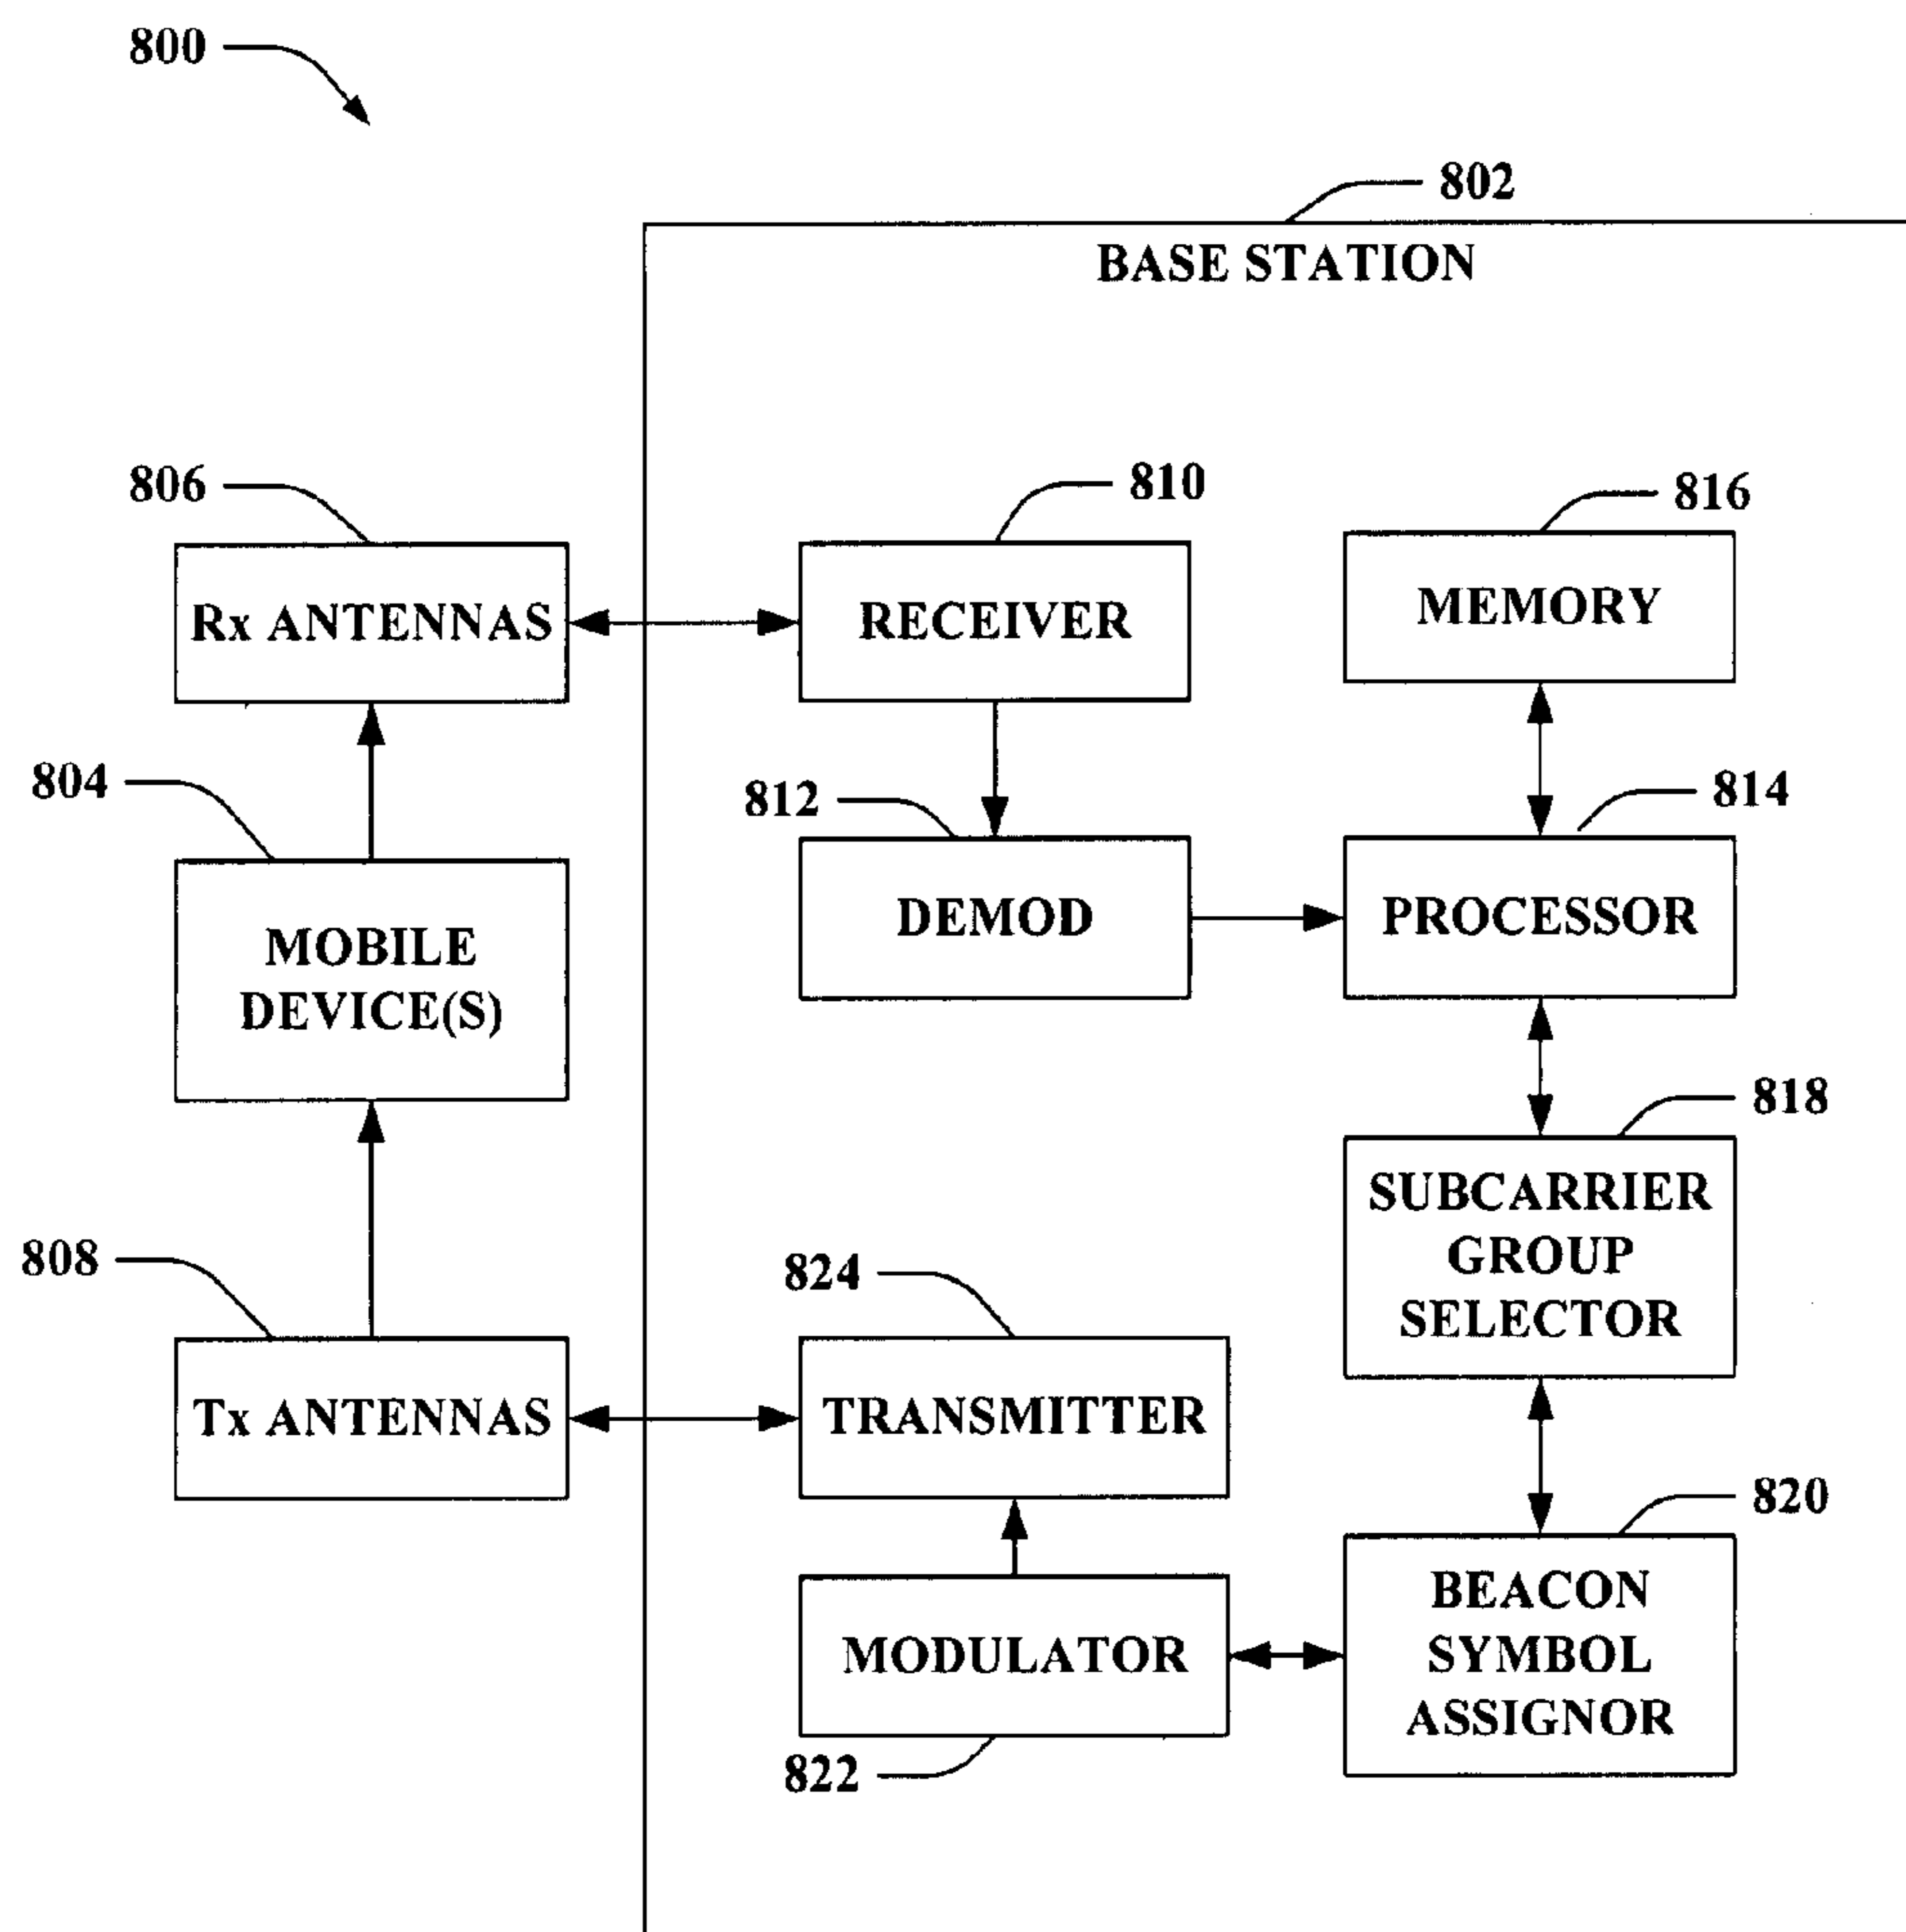 800
802
BASE STATION
806
810
816
Rx ANTENNAS
RECEIVER
MEMORY
804
812
814
MOBILE
DEVICE(S)
DEMOD
PROCESSOR
818
808
824
SUBCARRIER
GROUP
SELECTOR
Tx ANTENNAS
TRANSMITTER
820
MODULATOR
BEACON
SYMBOL
ASSIGNOR
822